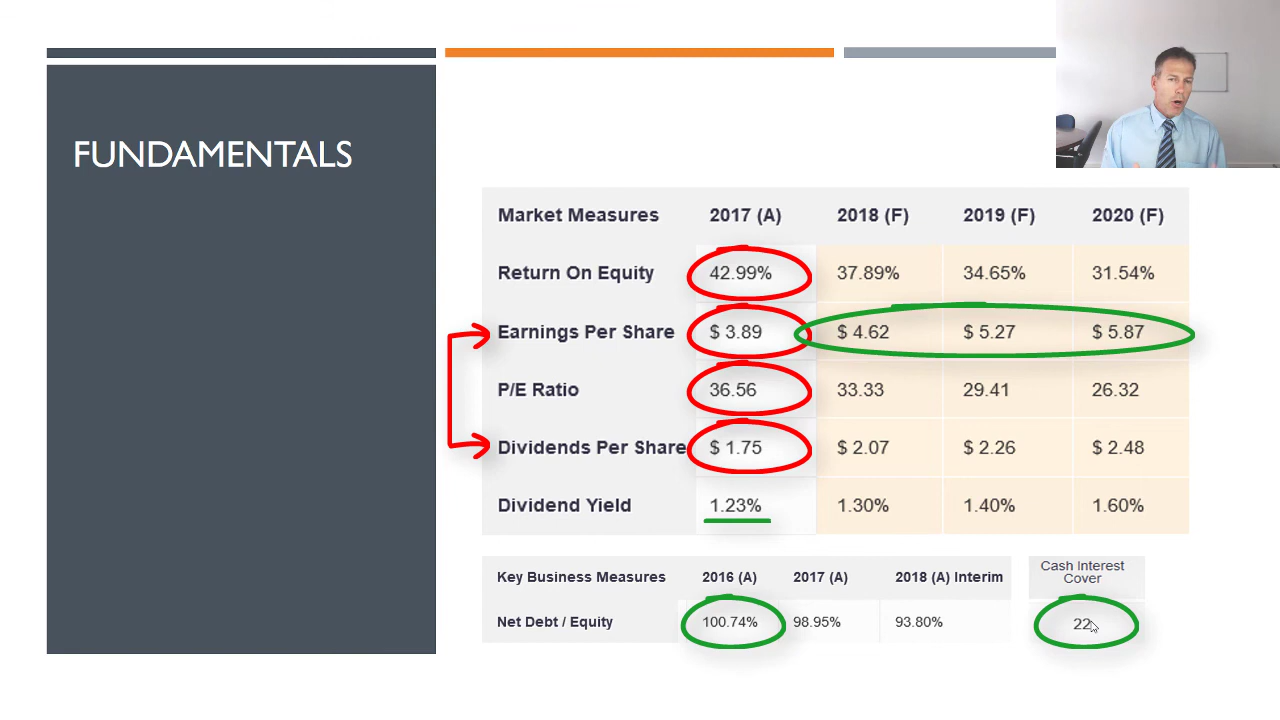 FUNDAMENTALS
Market Measures 2017 (A) 2018 (F) 2019 (F) 2020 (F)
Return On Equity 42.99% 37.89% 34.65% 31.54%
Earnings Per Share $ 3.89 $ 4.62 $ 5.27 $ 5.87
P/E Ratio 36.56 33.33 29.41 26.32
Dividends Per Share $ 1.75 $ 2.07 $ 2.26 $ 2.48
Dividend Yield 1.23% 1.30% 1.40% 1.60%
Key Business Measures 2016 (A) 2017 (A) 2018 (A) Interim
Net Debt / Equity 100.74% 98.95% 93.80%
Cash Interest
Cover
22